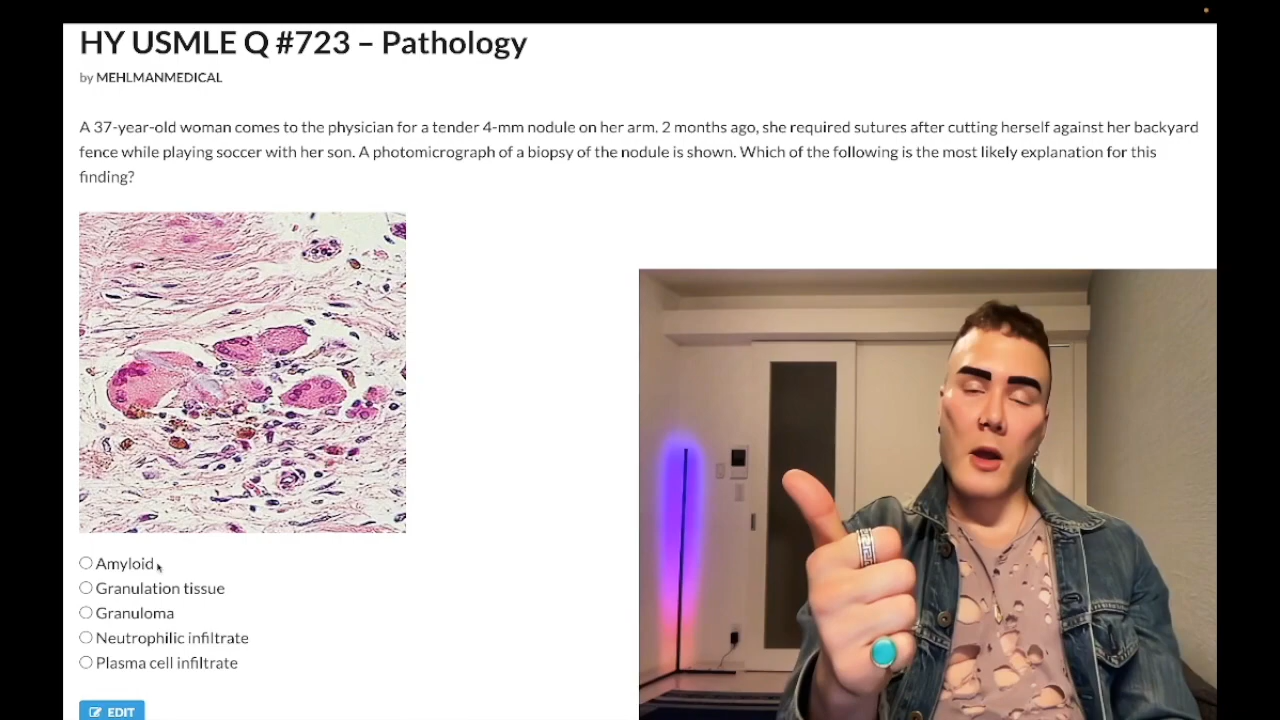 HY USMLE Q #723 – Pathology
by MEHLMANMEDICAL
A 37-year-old woman comes to the physician for a tender 4-mm nodule on her arm. 2 months ago, she required sutures after cutting herself against her backyard
fence while playing soccer with her son. A photomicrograph of a biopsy of the nodule is shown. Which of the following is the most likely explanation for this
finding?
Amyloid
Granulation tissue
Granuloma
Neutrophilic infiltrate
Plasma cell infiltrate
EDIT